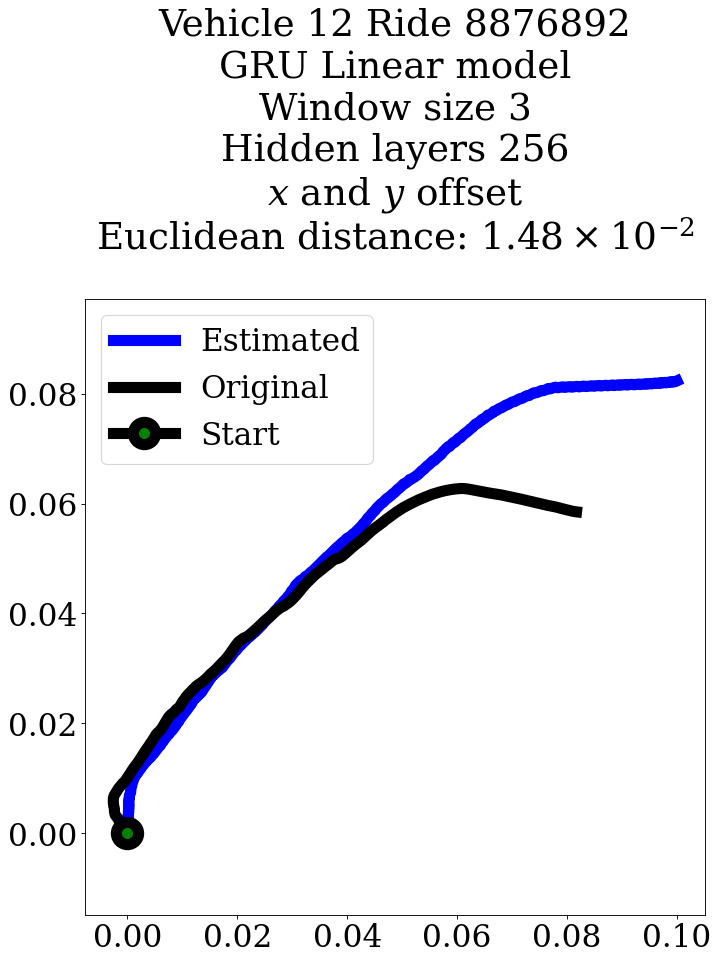 Vehicle 12 Ride 8876892
GRU Linear model
Window size 3
Hidden layers 256
x and y offset
Euclidean distance: 1.48 × 10⁻²
Estimated
Original
Start
0.08
0.06
0.04
0.02
0.00
0.00 0.02 0.04 0.06 0.08 0.10